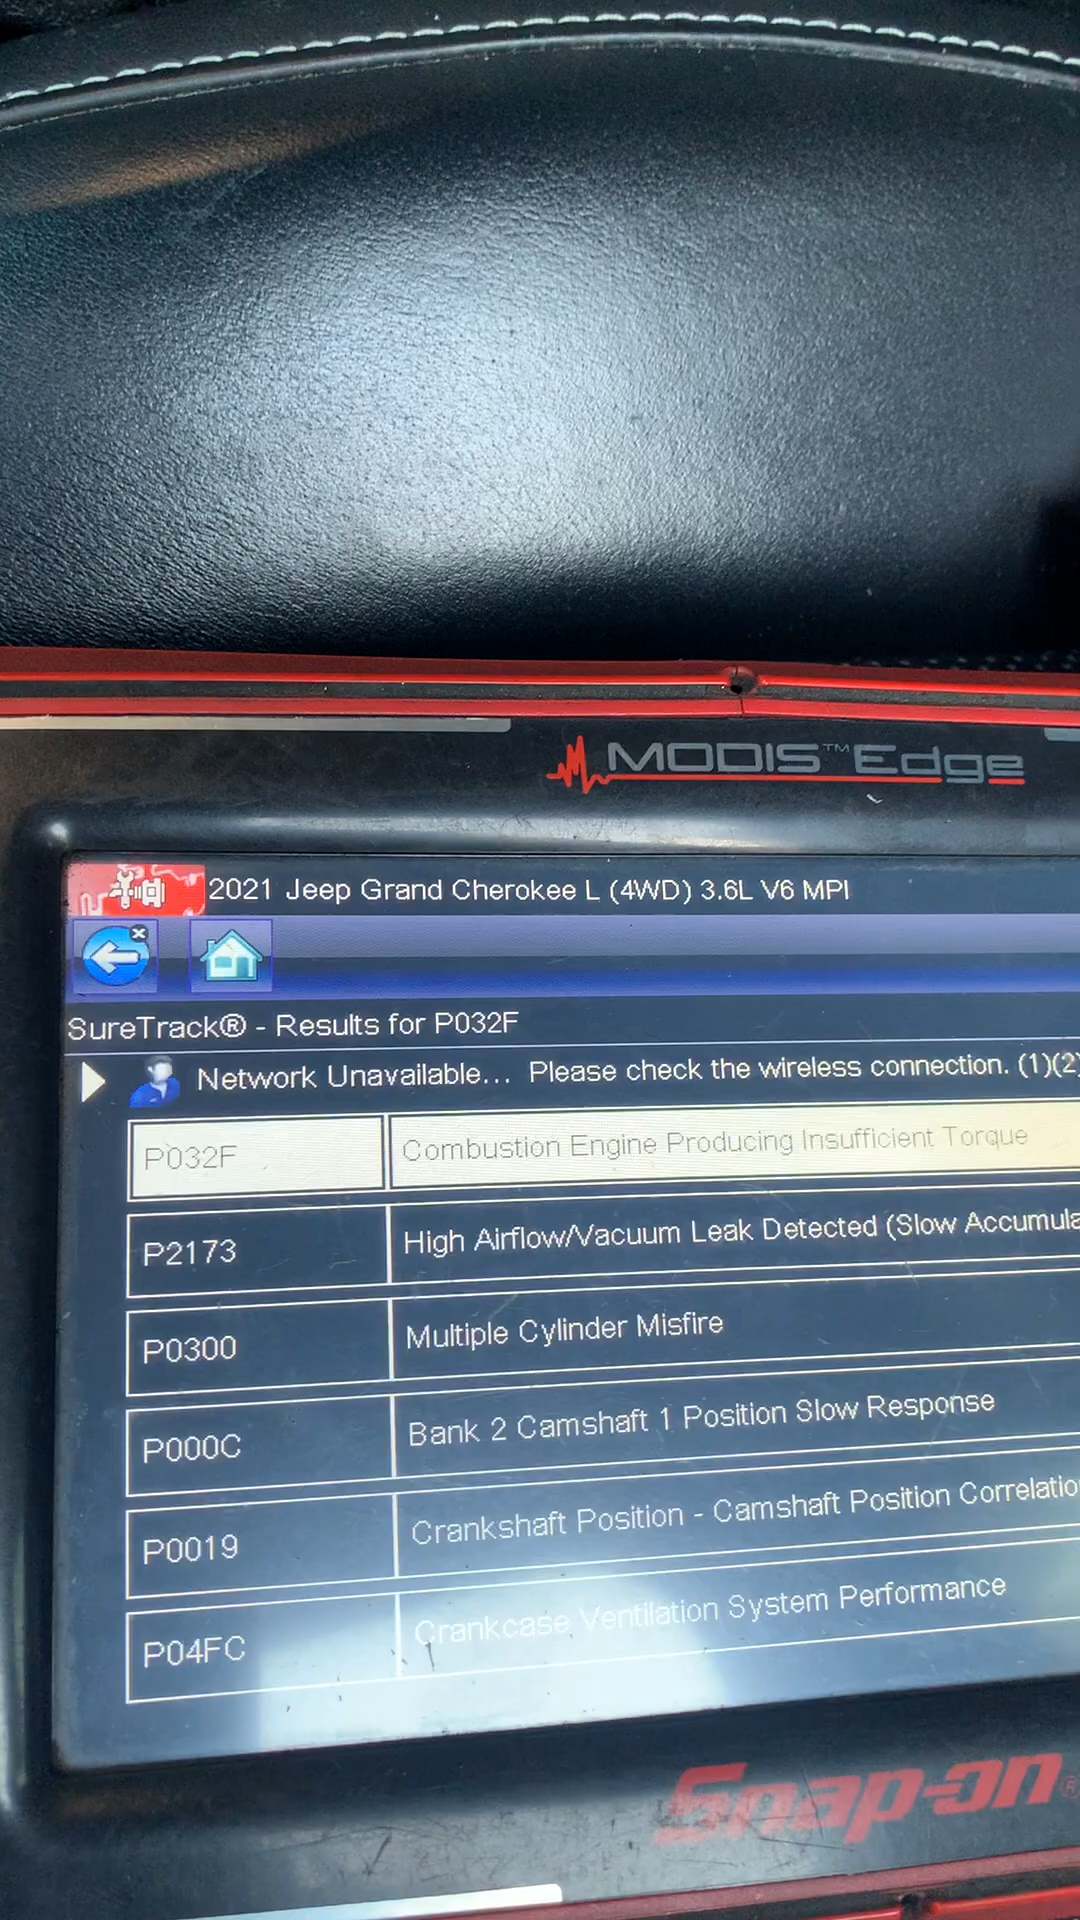 MODIS™ Edge
2021 Jeep Grand Cherokee L (4WD) 3.6L V6 MPI
SureTrack® - Results for P032F
Network Unavailable... Please check the wireless connection. (1)(2)
P032F Combustion Engine Producing Insufficient Torque
P2173 High Airflow/Vacuum Leak Detected (Slow Accumula
P0300 Multiple Cylinder Misfire
P000C Bank 2 Camshaft 1 Position Slow Response
P0019 Crankshaft Position - Camshaft Position Correlatio
P04FC Crankcase Ventilation System Performance
Snap-on®